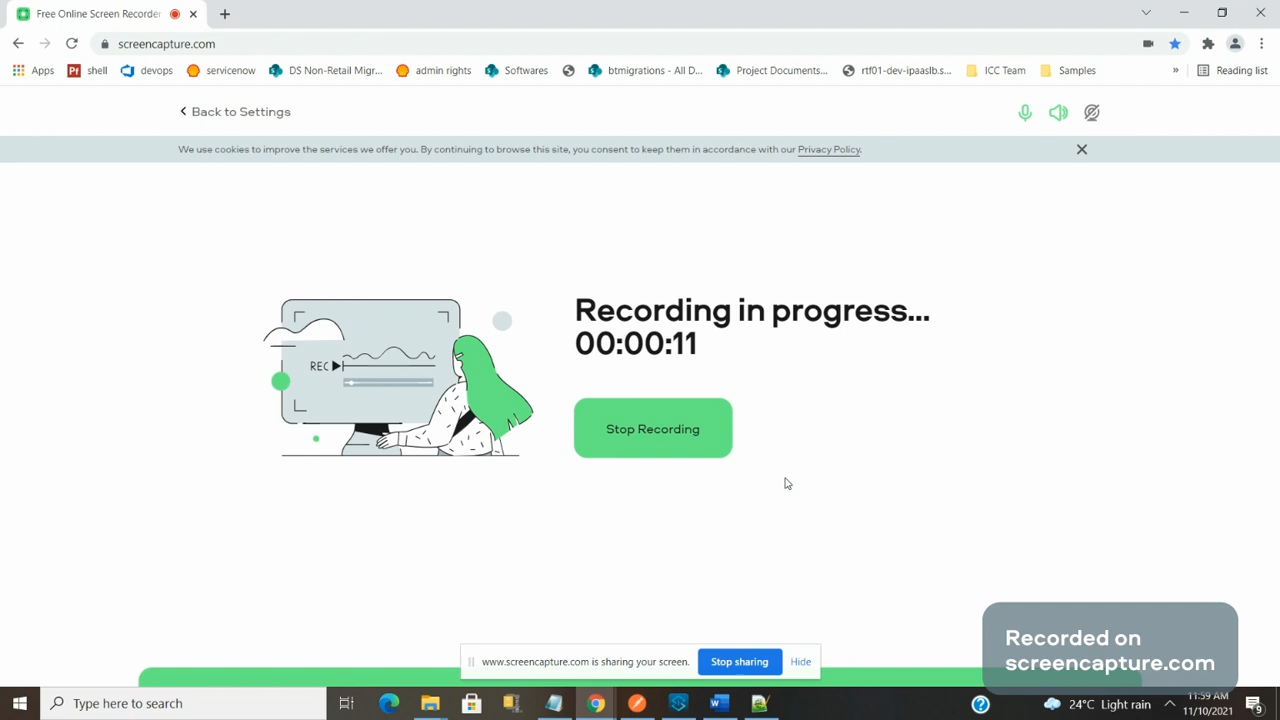 Free Online Screen Recorder
screencapture.com
Apps
Pf shell
devops
servicenow
DS Non-Retail Migr...
admin rights
Softwares
btmigrations - All D...
Project Documents...
rtf01-dev-ipaaslb.s...
ICC Team
Samples
»
Reading list
Back to Settings
We use cookies to improve the services we offer you. By continuing to browse this site, you consent to keep them in accordance with our Privacy Policy.
Recording in progress...
00:00:11
REC
Stop Recording
Recorded on
screencapture.com
www.screencapture.com is sharing your screen.
Stop sharing
Hide
Type here to search
24°C Light rain
11:59 AM
11/10/2021
9